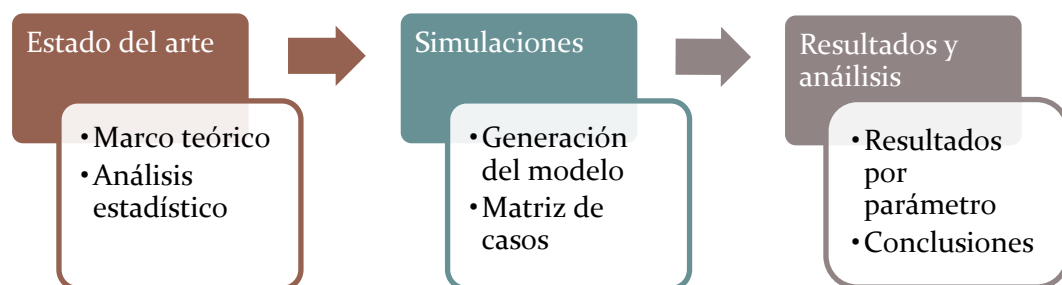 Estado del arte
• Marco teórico
• Análisis
estadístico
Simulaciones
• Generación
del modelo
• Matriz de
casos
Resultados y
anáilisis
• Resultados
por
parámetro
• Conclusiones